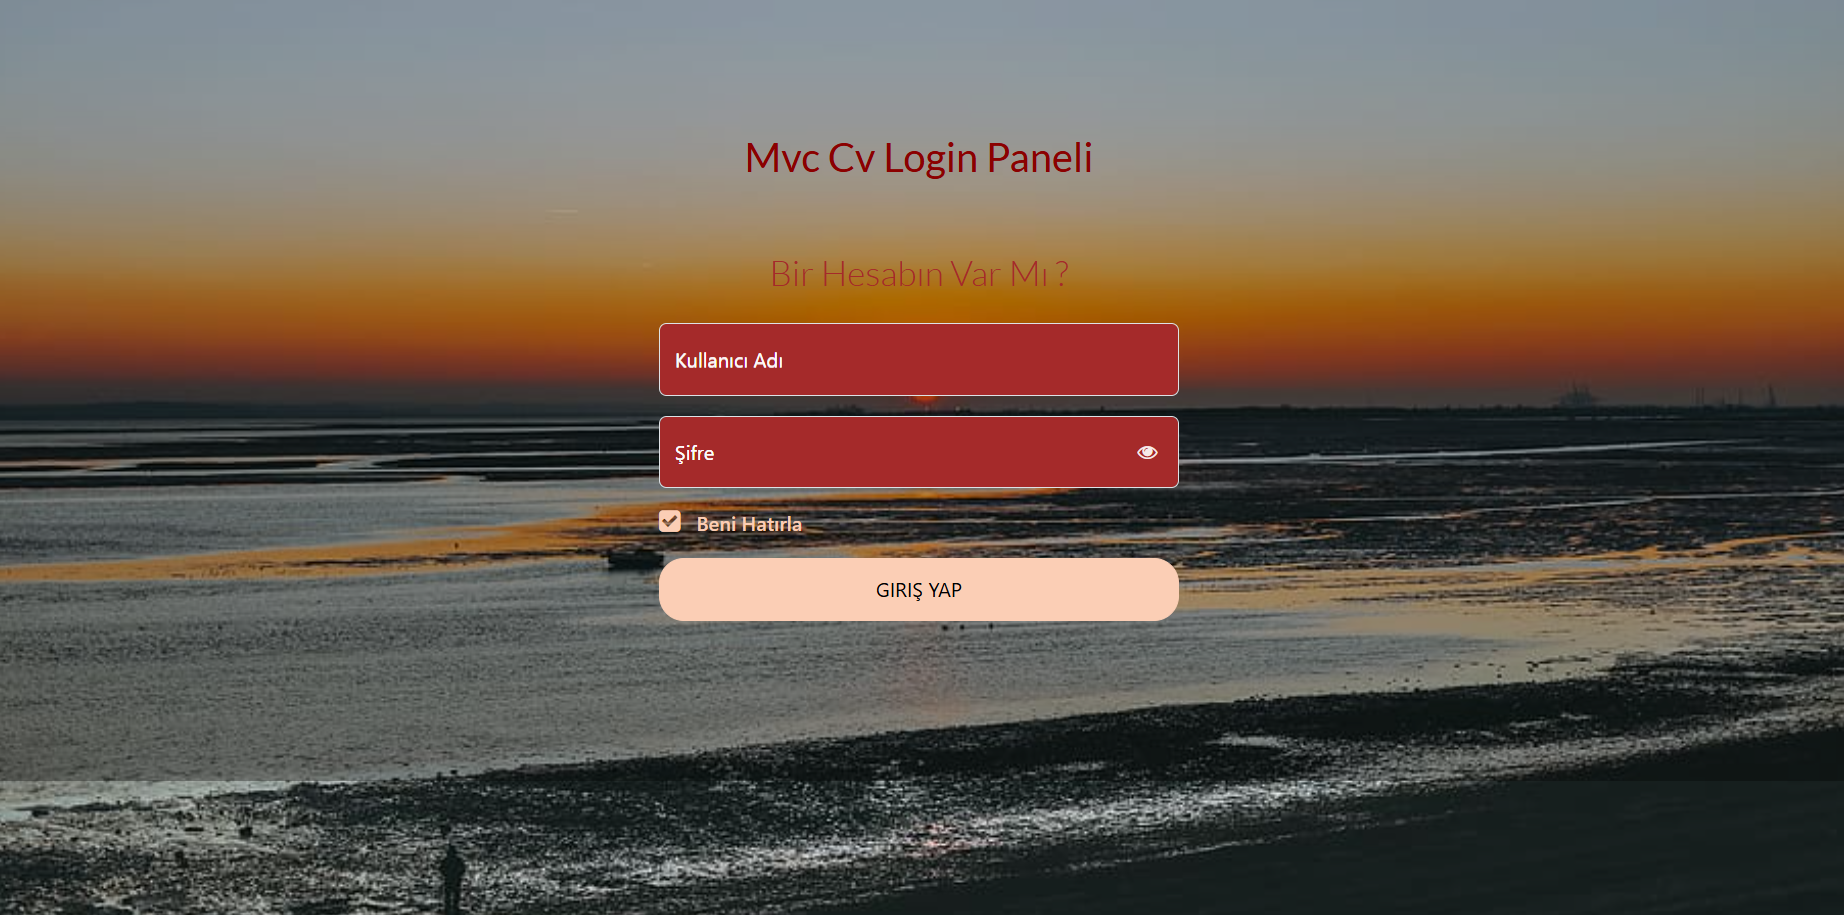 Mvc Cv Login Paneli
Bir Hesabın Var Mı ?
Kullanıcı Adı
Şifre
Beni Hatırla
GIRIŞ YAP